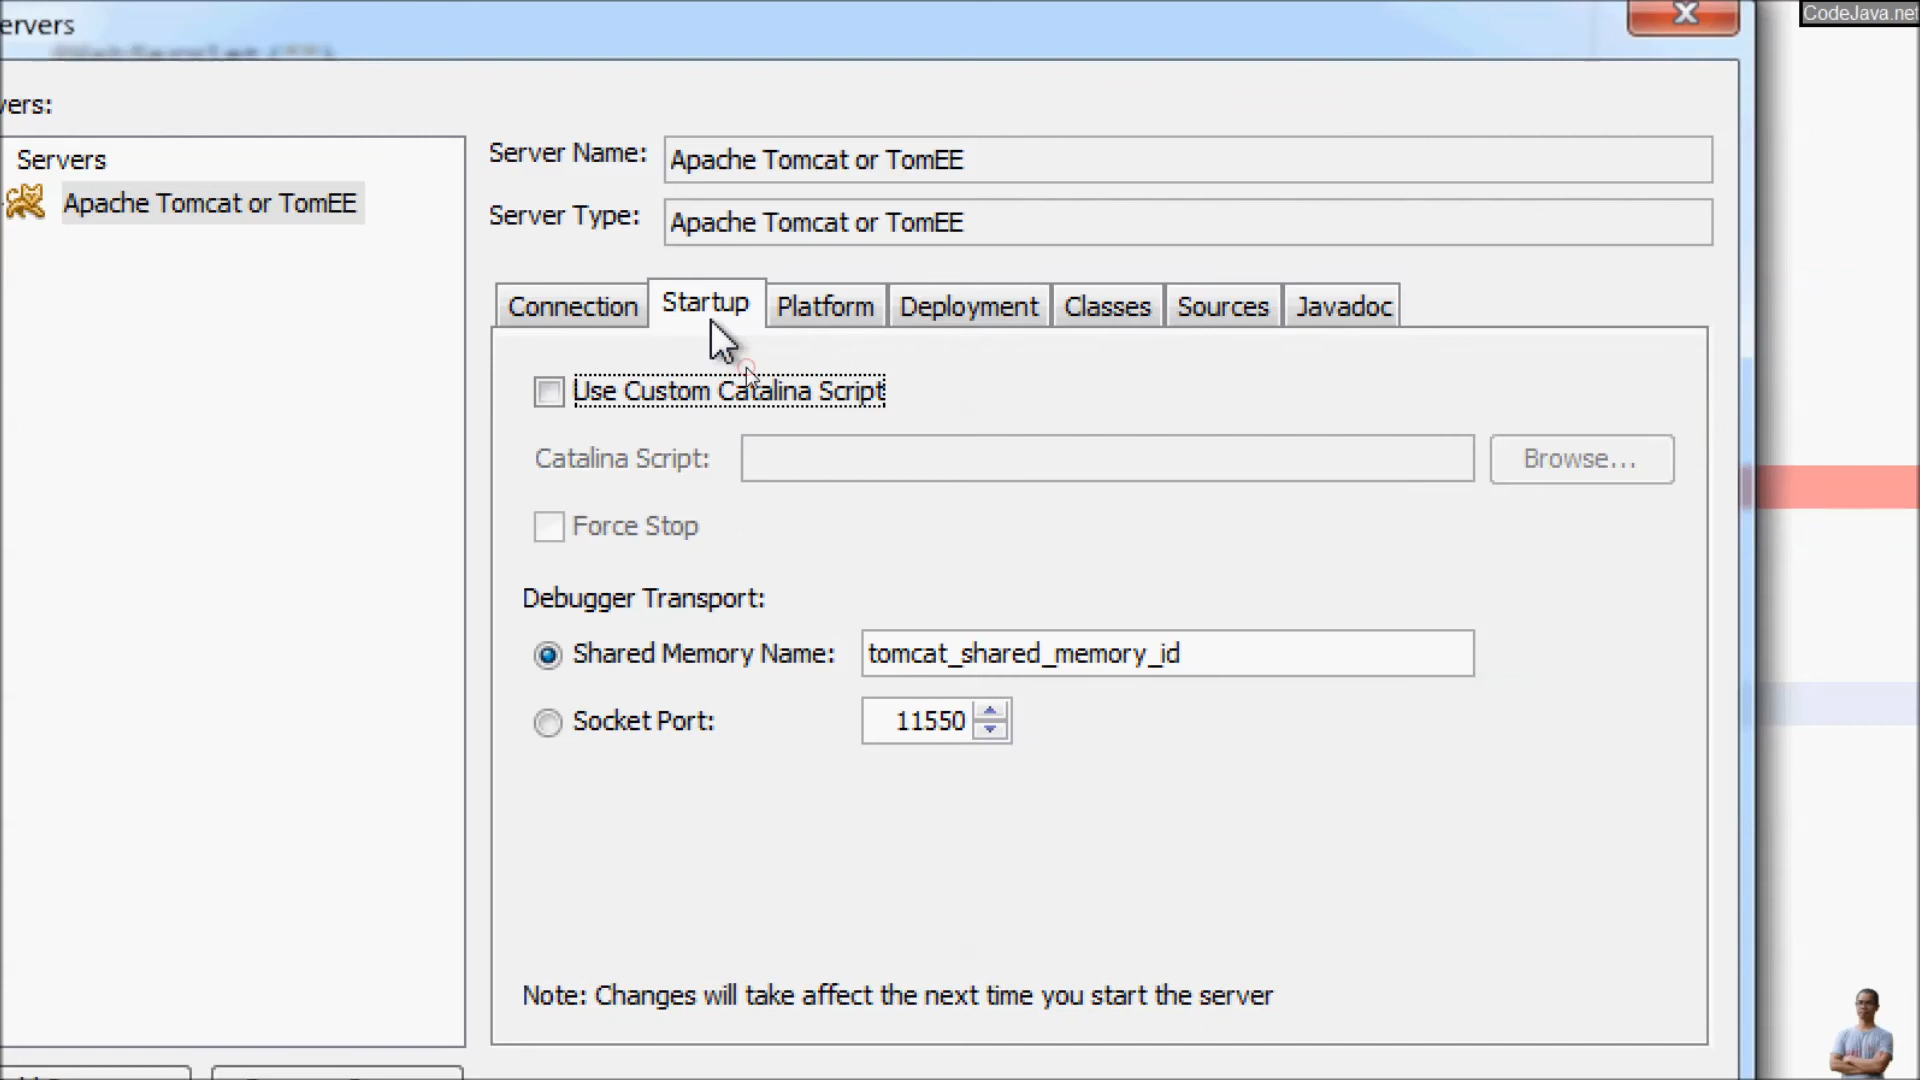 CodeJava.net
ervers
vers:
Servers
Apache Tomcat or TomEE
Server Name: Apache Tomcat or TomEE
Server Type: Apache Tomcat or TomEE
Connection Startup Platform Deployment Classes Sources Javadoc
Use Custom Catalina Script
Catalina Script: Browse...
Force Stop
Debugger Transport:
Shared Memory Name: tomcat_shared_memory_id
Socket Port: 11550
Note: Changes will take affect the next time you start the server